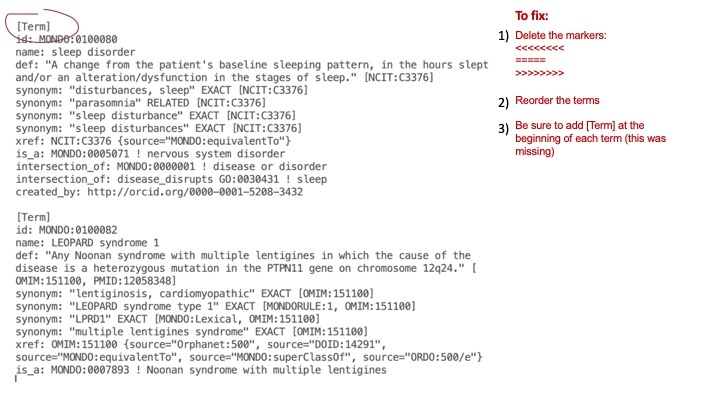 [Term]
id: MONDO:0100080
name: sleep disorder
def: "A change from the patient's baseline sleeping pattern, in the hours slept
and/or an alteration/dysfunction in the stages of sleep." [NCIT:C3376]
synonym: "disturbances, sleep" EXACT [NCIT:C3376]
synonym: "parasomnia" RELATED [NCIT:C3376]
synonym: "sleep disturbance" EXACT [NCIT:C3376]
synonym: "sleep disturbances" EXACT [NCIT:C3376]
xref: NCIT:C3376 {source="MONDO:equivalentTo"}
is_a: MONDO:0005071 ! nervous system disorder
intersection_of: MONDO:0000001 ! disease or disorder
intersection_of: disease_disrupts GO:0030431 ! sleep
created_by: http://orcid.org/0000-0001-5208-3432

[Term]
id: MONDO:0100082
name: LEOPARD syndrome 1
def: "Any Noonan syndrome with multiple lentigines in which the cause of the
disease is a heterozygous mutation in the PTPN11 gene on chromosome 12q24." [
OMIM:151100, PMID:12058348]
synonym: "lentiginosis, cardiomyopathic" EXACT [OMIM:151100]
synonym: "LEOPARD syndrome type 1" EXACT [MONDORULE:1, OMIM:151100]
synonym: "LPRD1" EXACT [MONDO:Lexical, OMIM:151100]
synonym: "multiple lentigines syndrome" EXACT [OMIM:151100]
xref: OMIM:151100 {source="Orphanet:500", source="DOID:14291",
source="MONDO:equivalentTo", source="MONDO:superClassOf", source="ORDO:500/e"}
is_a: MONDO:0007893 ! Noonan syndrome with multiple lentigines

To fix:
1) Delete the markers:
<<<<<<<<
=====
>>>>>>>>
2) Reorder the terms
3) Be sure to add [Term] at the
beginning of each term (this was
missing)